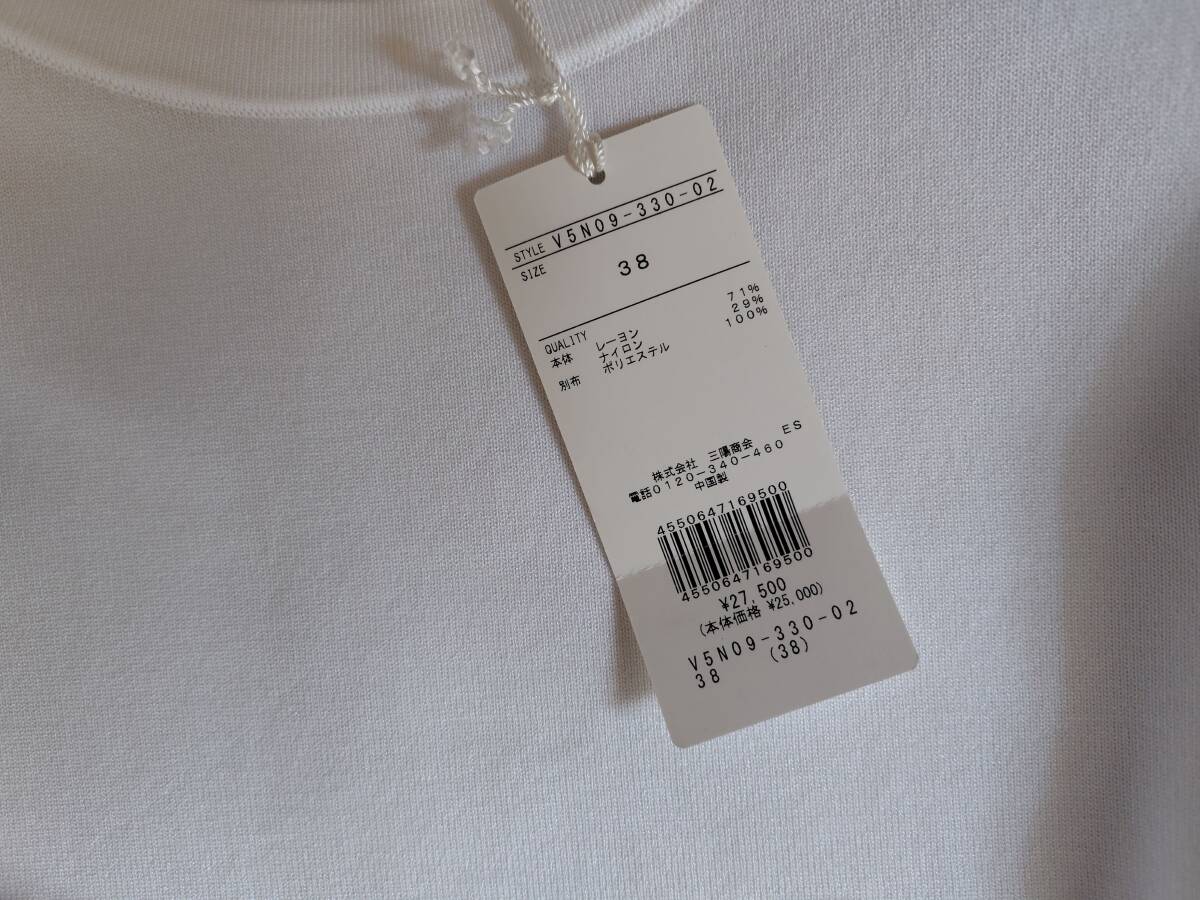 STYLE V5N09-330-02
SIZE 38
QUALITY
本体 レーヨン 71%
ナイロン 29%
別布 ポリエステル 100%
ES
株式会社 三陽商会
電話0120-340-460
中国製
4550647169500
4550647169500
¥27,500
(本体価格 ¥25,000)
V5N09-330-02
38 (38)